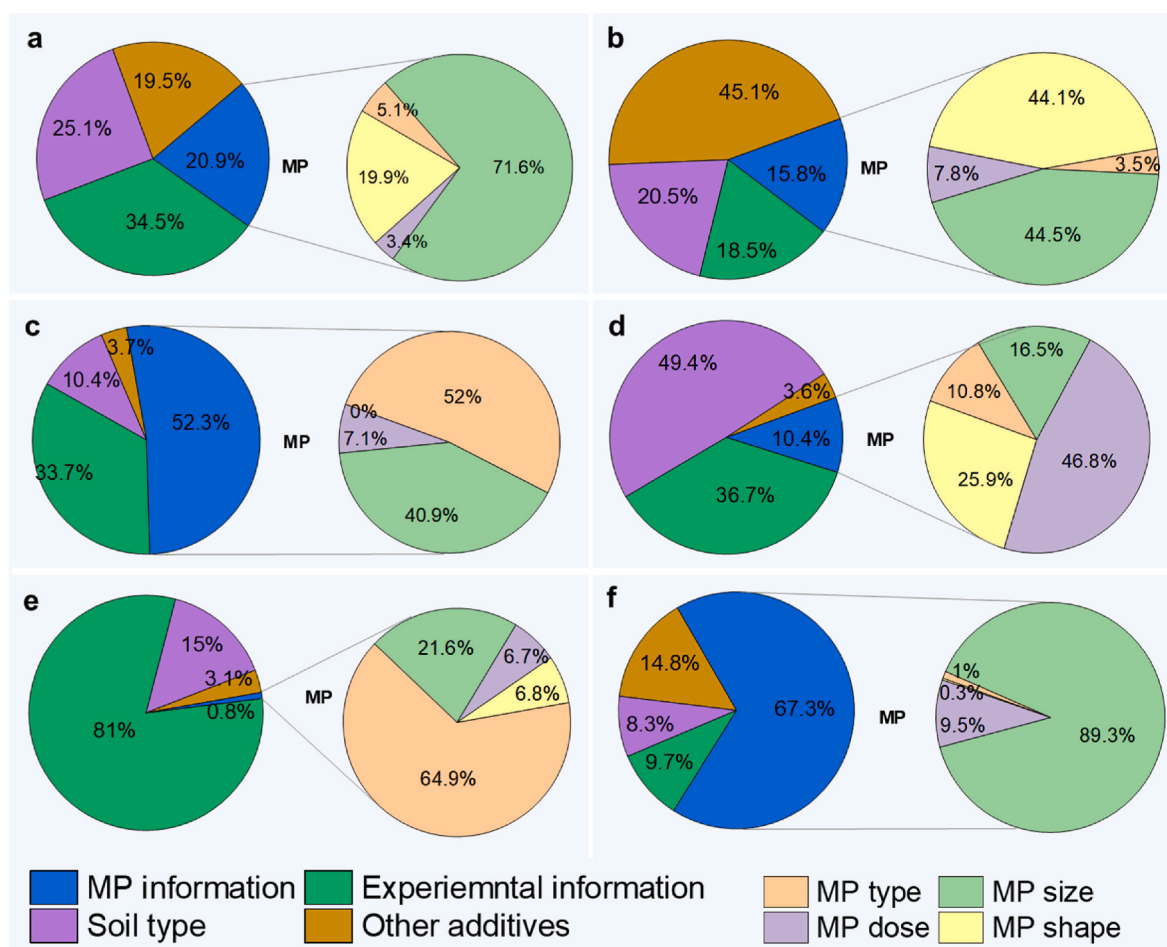 a
19.5%
25.1%
20.9%
34.5%
MP
5.1%
19.9%
71.6%
3.4%
b
45.1%
15.8%
20.5%
18.5%
MP
44.1%
3.5%
7.8%
44.5%
c
3.7%
10.4%
52.3%
33.7%
MP
52%
0%
7.1%
40.9%
d
49.4%
3.6%
10.4%
36.7%
MP
16.5%
10.8%
46.8%
25.9%
e
15%
3.1%
0.8%
81%
MP
21.6%
6.7%
6.8%
64.9%
f
14.8%
67.3%
8.3%
9.7%
MP
1%
0.3%
9.5%
89.3%
MP information
Experiemntal information
Soil type
Other additives
MP type
MP size
MP dose
MP shape